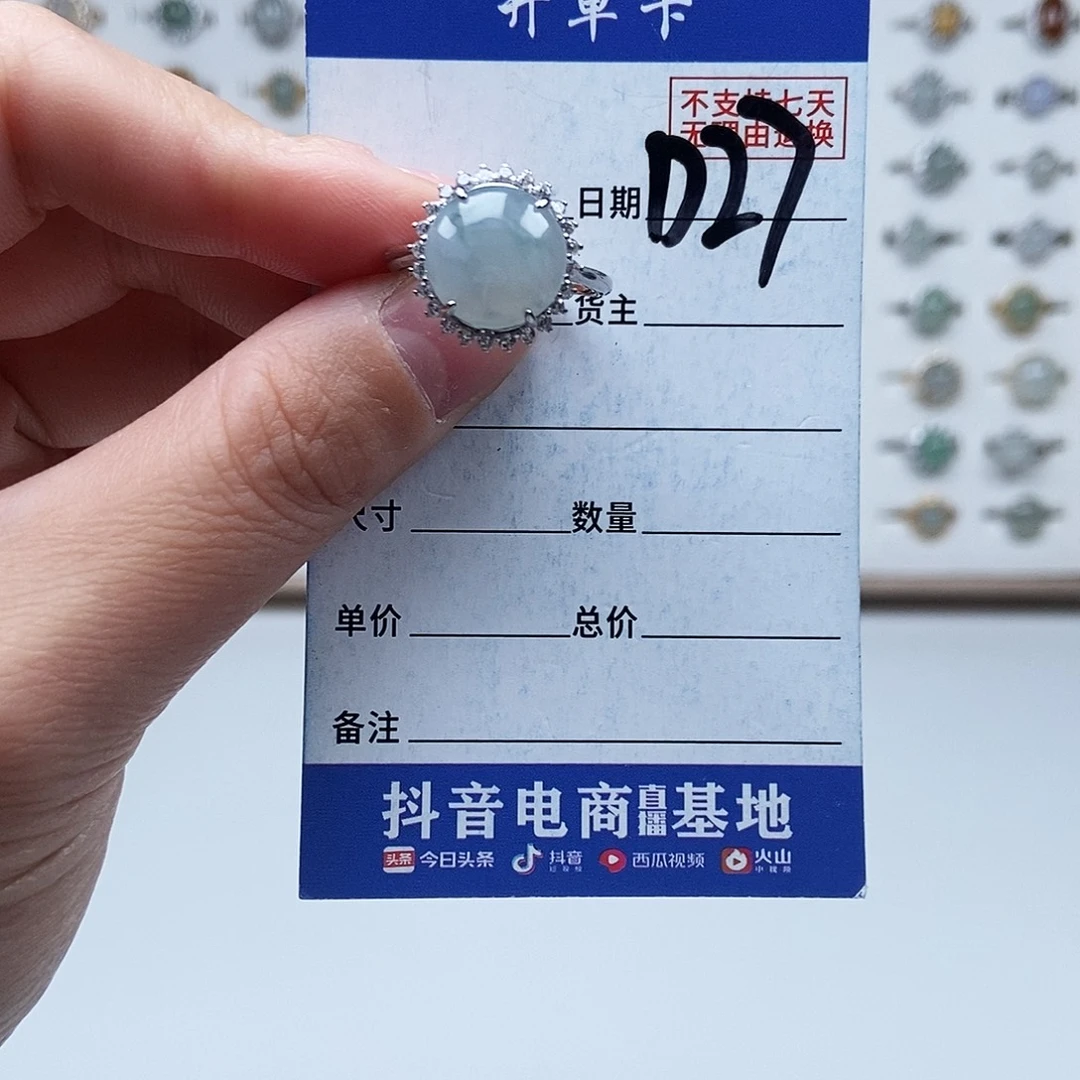 开单卡
不支持七天
无理由退换
日期 D27
货主
尺寸 数量
单价 总价
备注
抖音电商直播基地
头条 今日头条 抖音 西瓜视频 火山